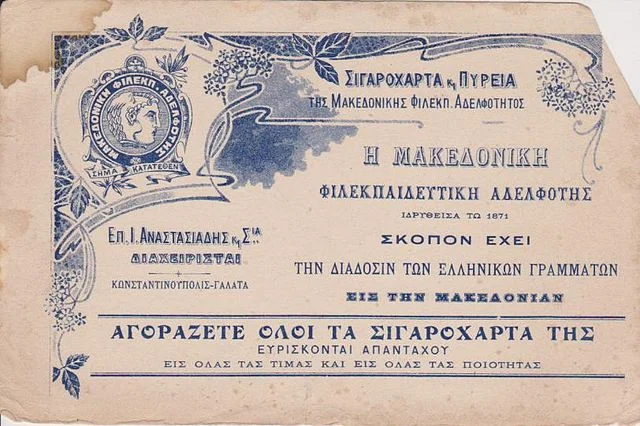 ΜΑΚΕΔΟΝΙΚΗ ΦΙΛΕΚΠ. ΑΔΕΛΦΟΤΗΣ
ΣΗΜΑ ΚΑΤΑΤΕΘΕΝ
ΣΙΓΑΡΟΧΑΡΤΑ ϗ ΠΥΡΕΙΑ
ΤΗΣ ΜΑΚΕΔΟΝΙΚΗΣ ΦΙΛΕΚΠ. ΑΔΕΛΦΟΤΗΤΟΣ
Η ΜΑΚΕΔΟΝΙΚΗ
ΦΙΛΕΚΠΑΙΔΕΥΤΙΚΗ ΑΔΕΛΦΟΤΗΣ
ΙΔΡΥΘΕΙΣΑ ΤΩ 1871
ΣΚΟΠΟΝ ΕΧΕΙ
ΤΗΝ ΔΙΑΔΟΣΙΝ ΤΩΝ ΕΛΛΗΝΙΚΩΝ ΓΡΑΜΜΑΤΩΝ
ΕΙΣ ΤΗΝ ΜΑΚΕΔΟΝΙΑΝ
ΕΠ. Ι. ΑΝΑΣΤΑΣΙΑΔΗΣ ϗ ΣΙΑ
ΔΙΑΧΕΙΡΙΣΤΑΙ
ΚΩΝΣΤΑΝΤΙΝΟΥΠΟΛΙΣ-ΓΑΛΑΤΑ
ΑΓΟΡΑΖΕΤΕ ΟΛΟΙ ΤΑ ΣΙΓΑΡΟΧΑΡΤΑ ΤΗΣ
ΕΥΡΙΣΚΟΝΤΑΙ ΑΠΑΝΤΑΧΟΥ
ΕΙΣ ΟΛΑΣ ΤΑΣ ΤΙΜΑΣ ΚΑΙ ΕΙΣ ΟΛΑΣ ΤΑΣ ΠΟΙΟΤΗΤΑΣ